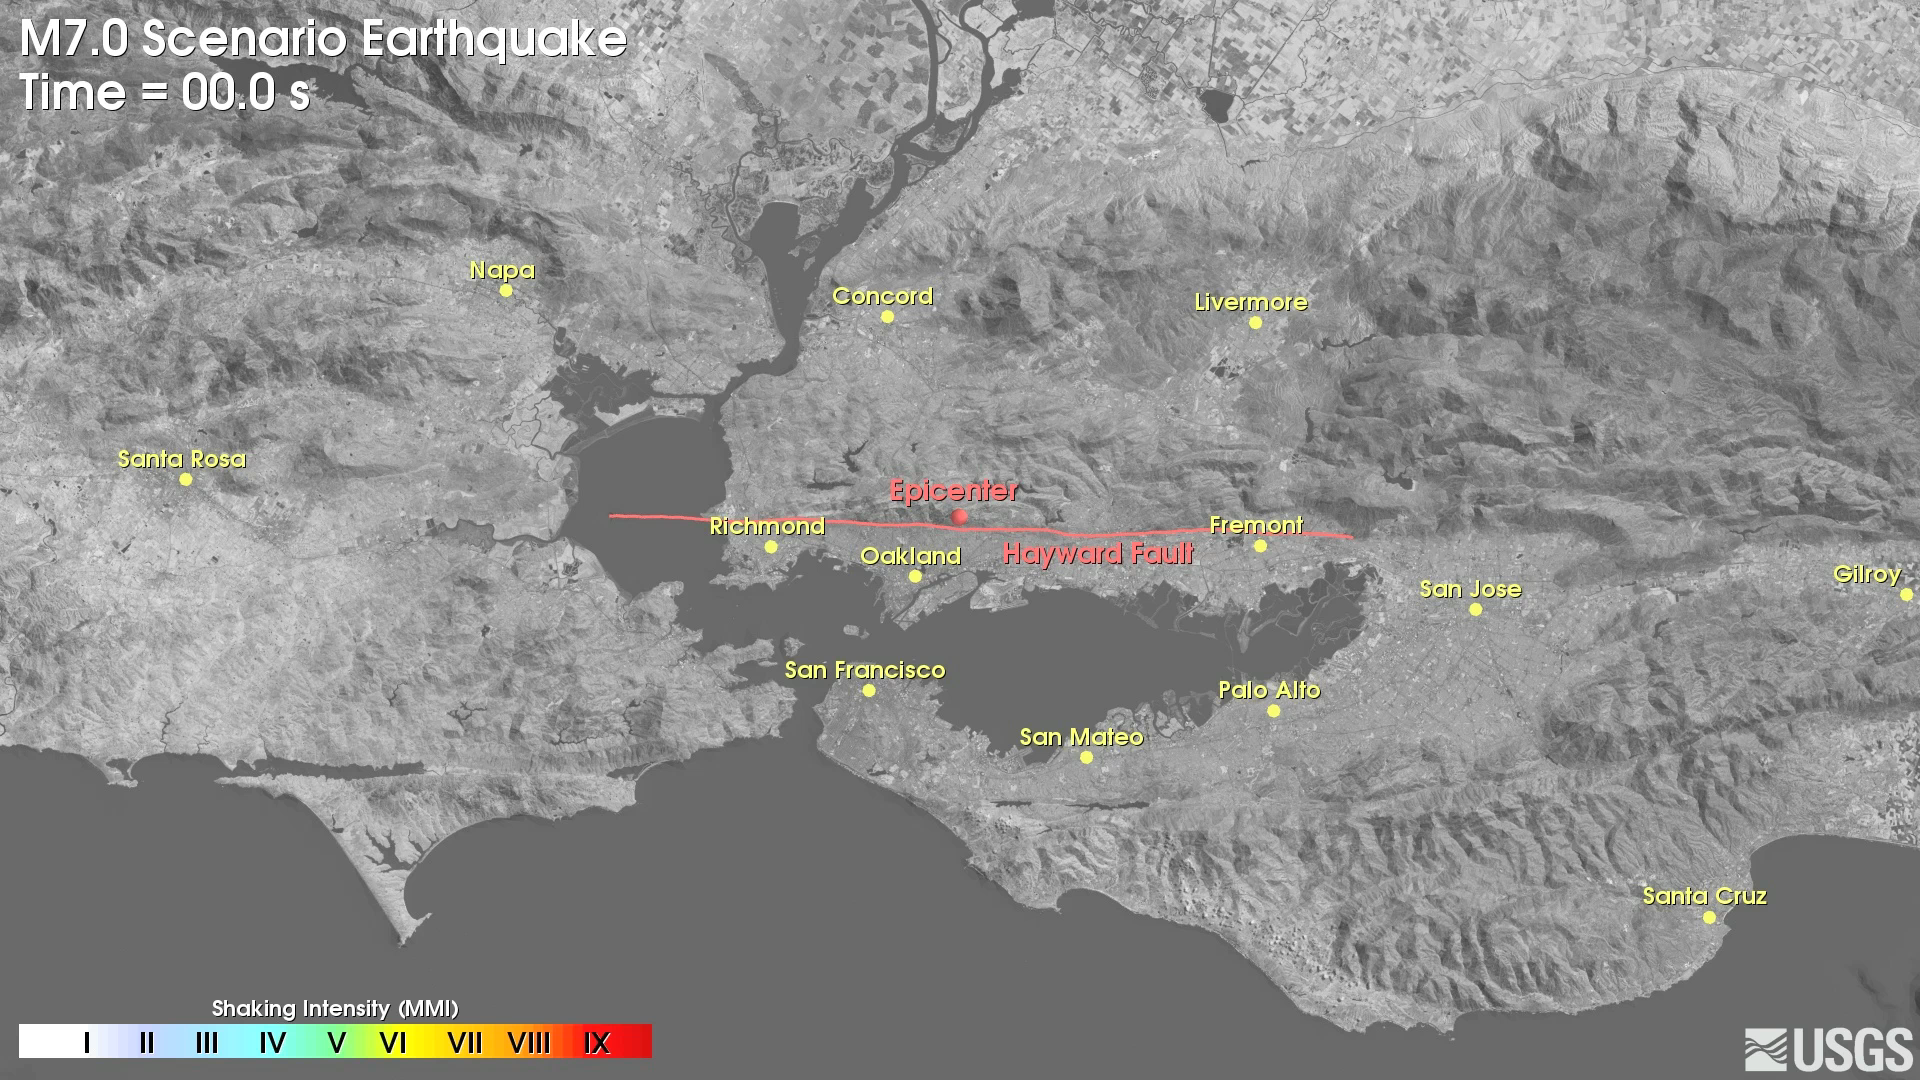 M7.0 Scenario Earthquake
Time = 00.0 s
Napa
Concord
Livermore
Santa Rosa
Epicenter
Richmond
Fremont
Oakland
Hayward Fault
San Jose
Gilroy
San Francisco
Palo Alto
San Mateo
Santa Cruz
Shaking Intensity (MMI)
I II III IV V VI VII VIII IX
USGS